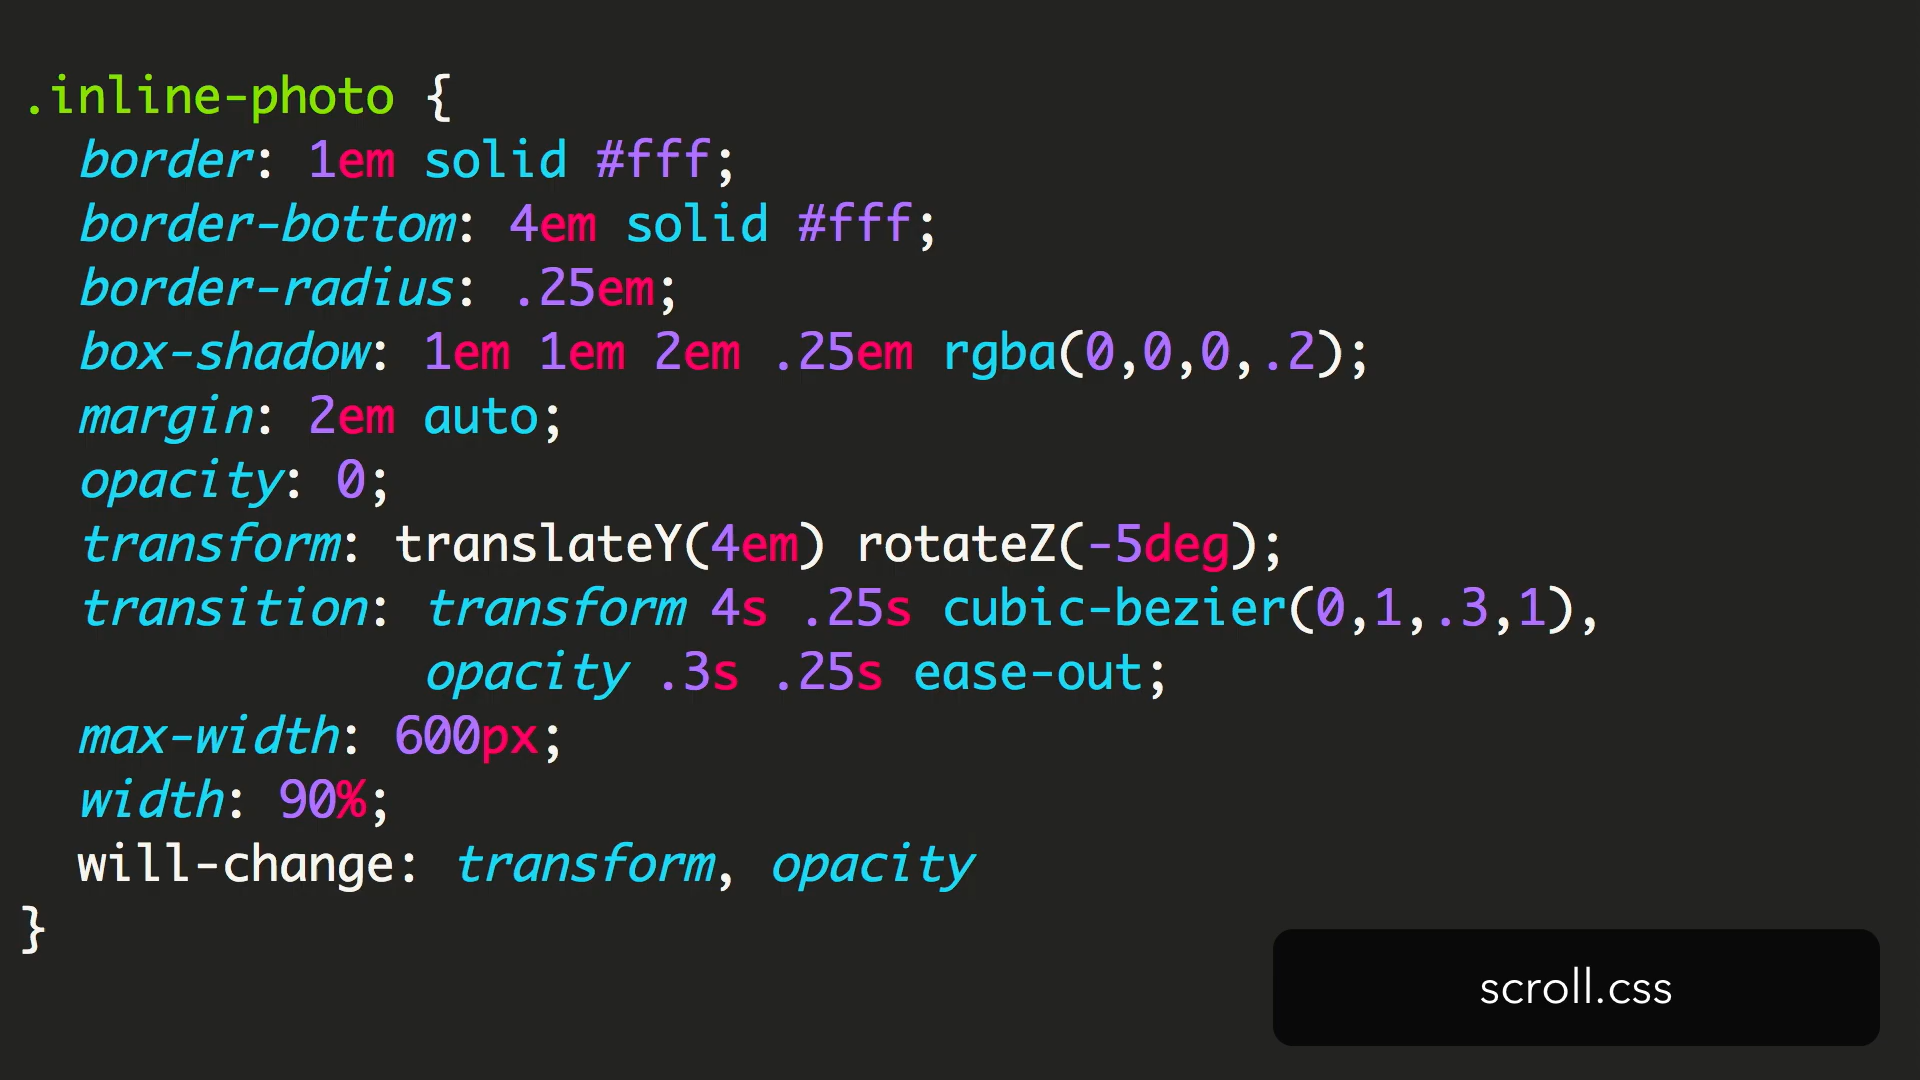 .inline-photo {
  border: 1em solid #fff;
  border-bottom: 4em solid #fff;
  border-radius: .25em;
  box-shadow: 1em 1em 2em .25em rgba(0,0,0,.2);
  margin: 2em auto;
  opacity: 0;
  transform: translateY(4em) rotateZ(-5deg);
  transition: transform 4s .25s cubic-bezier(0,1,.3,1),
              opacity .3s .25s ease-out;
  max-width: 600px;
  width: 90%;
  will-change: transform, opacity
}
scroll.css